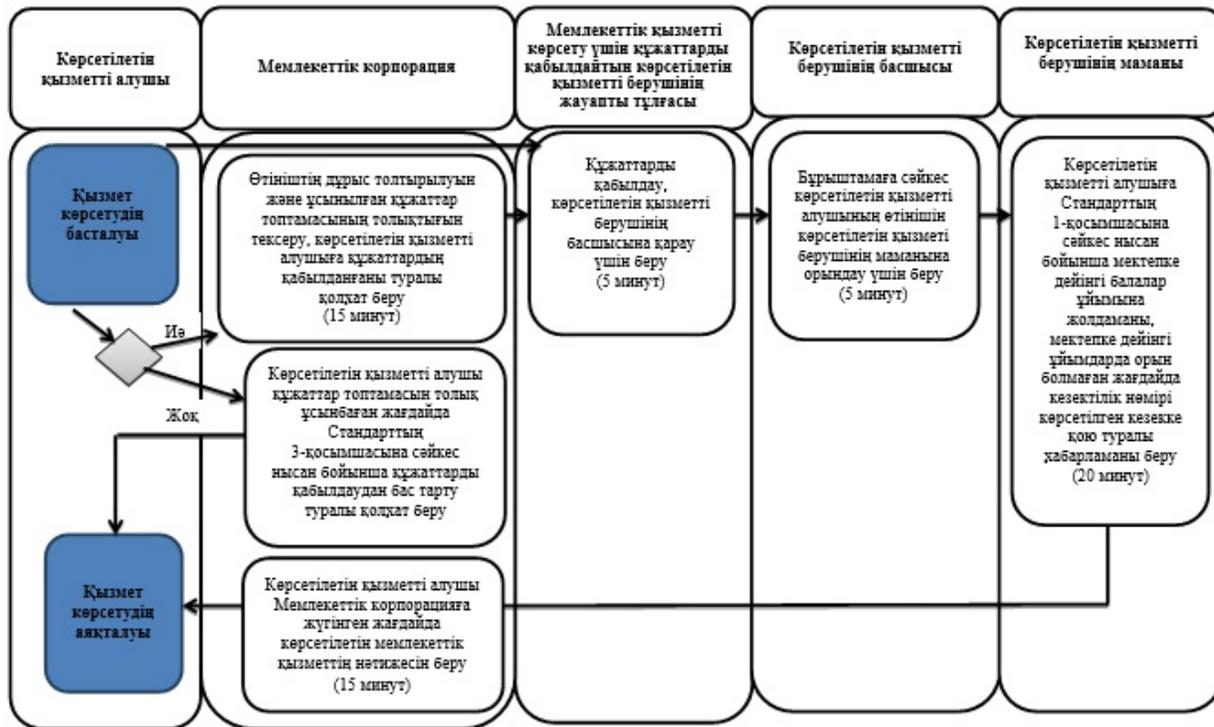 Көрсетілетін
қызметті алушы
Мемлекеттік корпорация
Мемлекеттік қызметті
көрсету үшін құжаттарды
қабылдайтын көрсетілетін
қызметті берушінің
жауапты тұлғасы
Көрсетілетін қызметті
берушінің басшысы
Көрсетілетін қызметті
берушінің маманы
Қызмет
көрсетудің
басталуы
Өтініштің дұрыс толтырылуын
және ұсынылған құжаттар
топтамасының толықтығын
тексеру, көрсетілетін қызметті
алушыға құжаттардың
қабылданғаны туралы
қолхат беру
(15 минут)
Құжаттарды
қабылдау,
көрсетілетін қызметті
берушінің
басшысына қарау
үшін беру
(5 минут)
Бұрыштамаға сәйкес
көрсетілетін қызметті
алушының өтінішін
көрсетілетін қызметі
берушінің маманына
орындау үшін беру
(5 минут)
Көрсетілетін
қызметті алушыға
Стандарттың
1-қосымшасына
сәйкес нысан
бойынша мектепке
дейінгі балалар
ұйымына
жолдаманы,
мектепке дейінгі
ұйымдарда орын
болмаған жағдайда
кезектілік нөмірі
көрсетілген кезекке
қою туралы
хабарламаны беру
(20 минут)
Иә
Көрсетілетін қызметті алушы
құжаттар топтамасын толық
ұсынбаған жағдайда
Стандарттың
3-қосымшасына сәйкес
нысан бойынша құжаттарды
қабылдаудан бас тарту
туралы қолхат беру
Жоқ
Қызмет
көрсетудің
аяқталуы
Көрсетілетін қызметті алушы
Мемлекеттік корпорацияға
жүгінген жағдайда
көрсетілетін мемлекеттік
қызметтің нәтижесін беру
(15 минут)